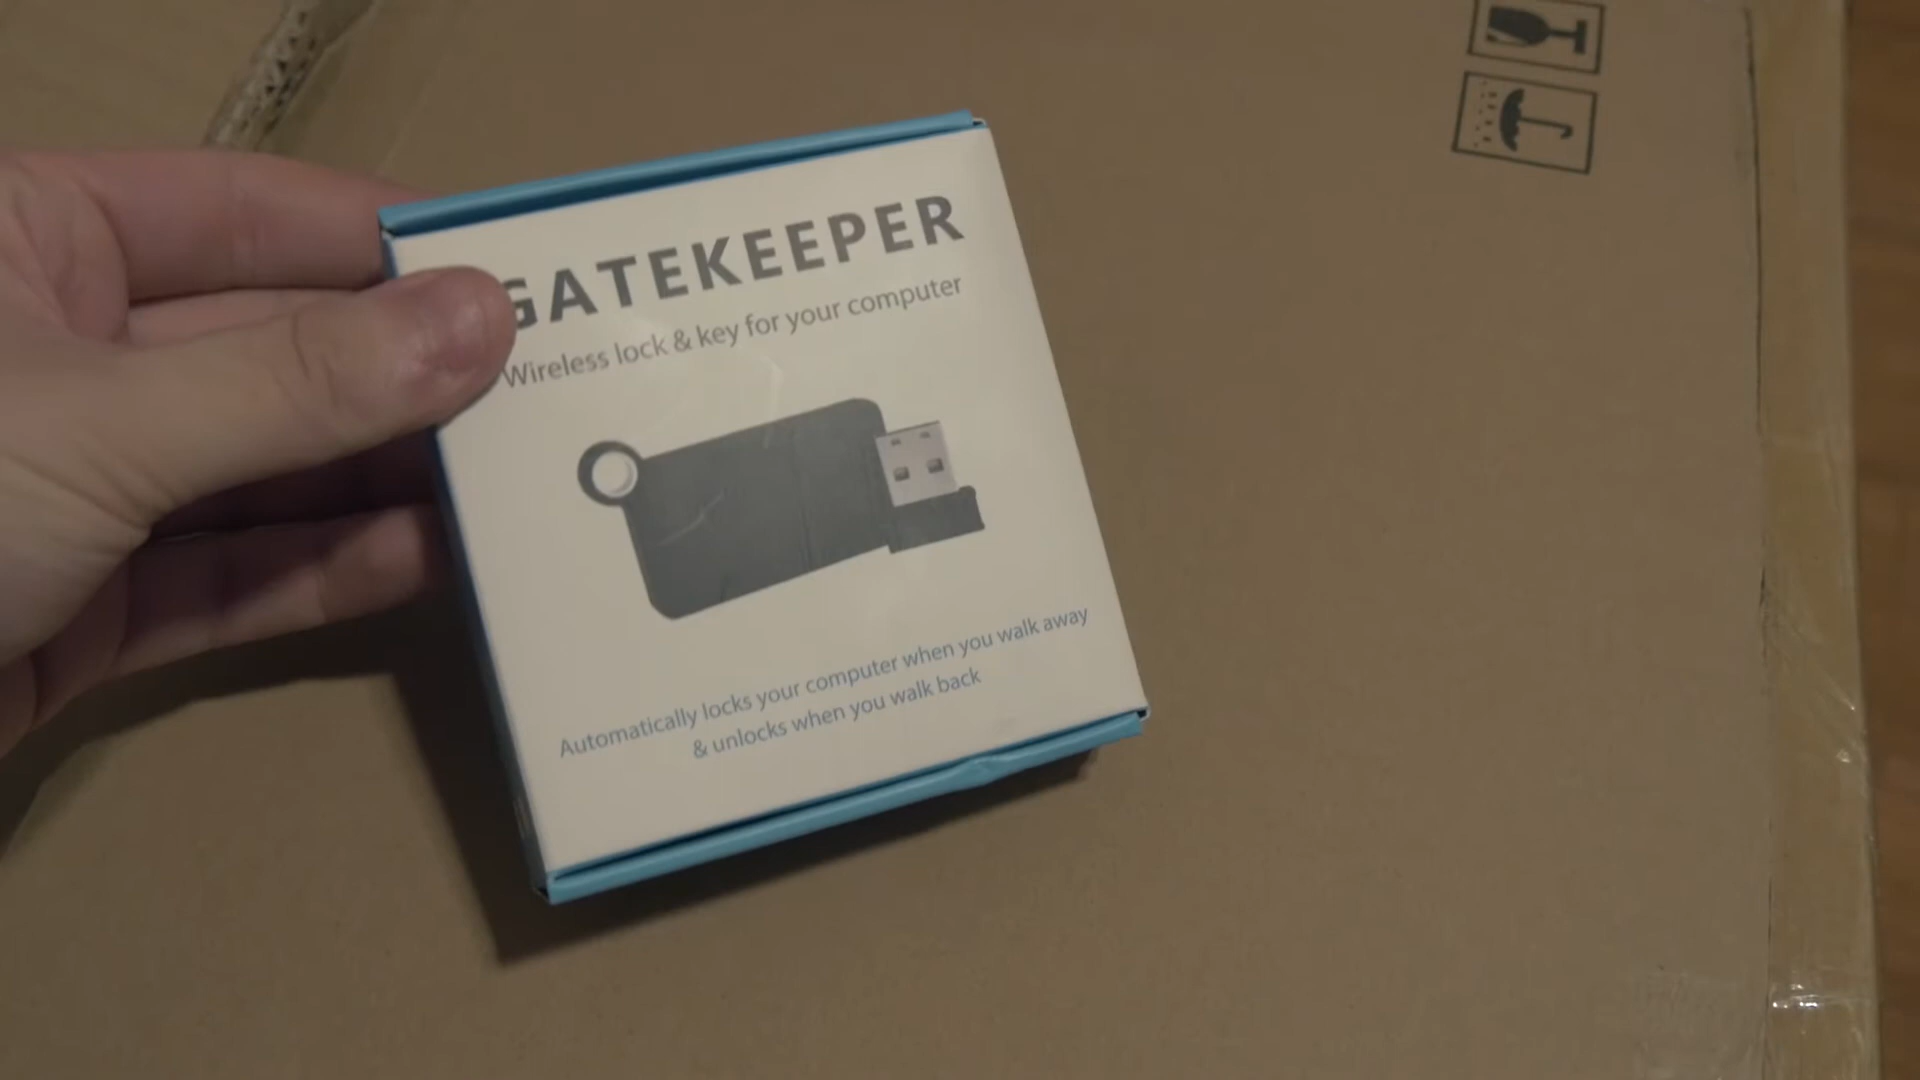 GATEKEEPER
Wireless lock & key for your computer
Automatically locks your computer when you walk away
& unlocks when you walk back